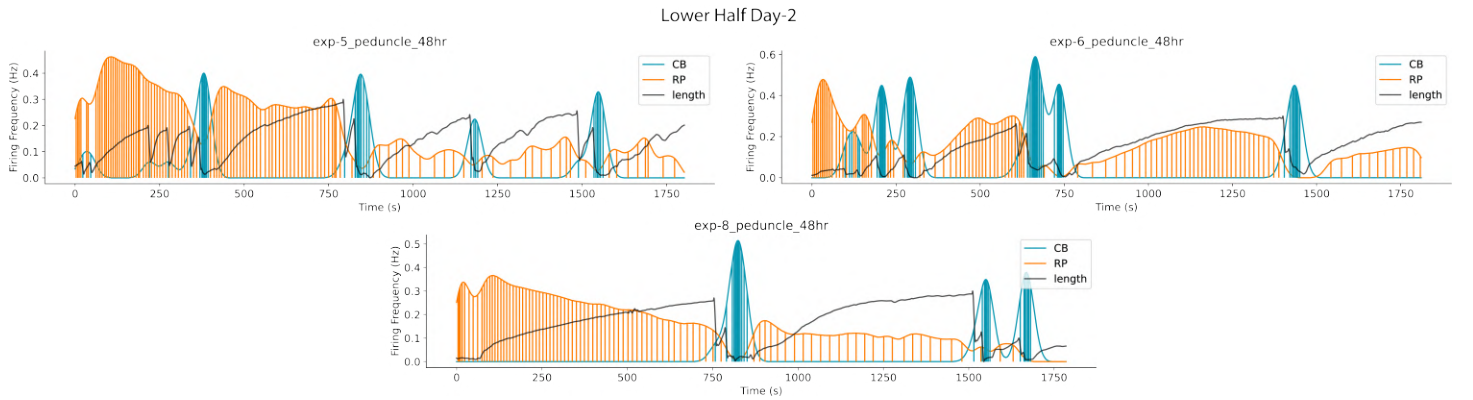 Lower Half Day-2
exp-5_peduncle_48hr
Firing Frequency (Hz)
0.4
0.3
0.2
0.1
0.0
CB
RP
length
0 250 500 750 1000 1250 1500 1750
Time (s)
exp-6_peduncle_48hr
Firing Frequency (Hz)
0.6
0.4
0.2
0.0
CB
RP
length
0 250 500 750 1000 1250 1500 1750
Time (s)
exp-8_peduncle_48hr
Firing Frequency (Hz)
0.5
0.4
0.3
0.2
0.1
0.0
CB
RP
length
0 250 500 750 1000 1250 1500 1750
Time (s)